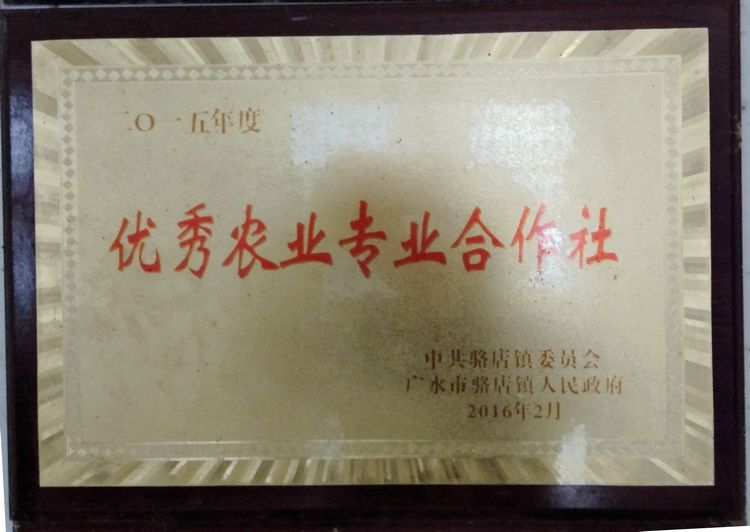 二〇一五年度
优秀农业专业合作社
中共骆店镇委员会
广水市骆店镇人民政府
2016年2月